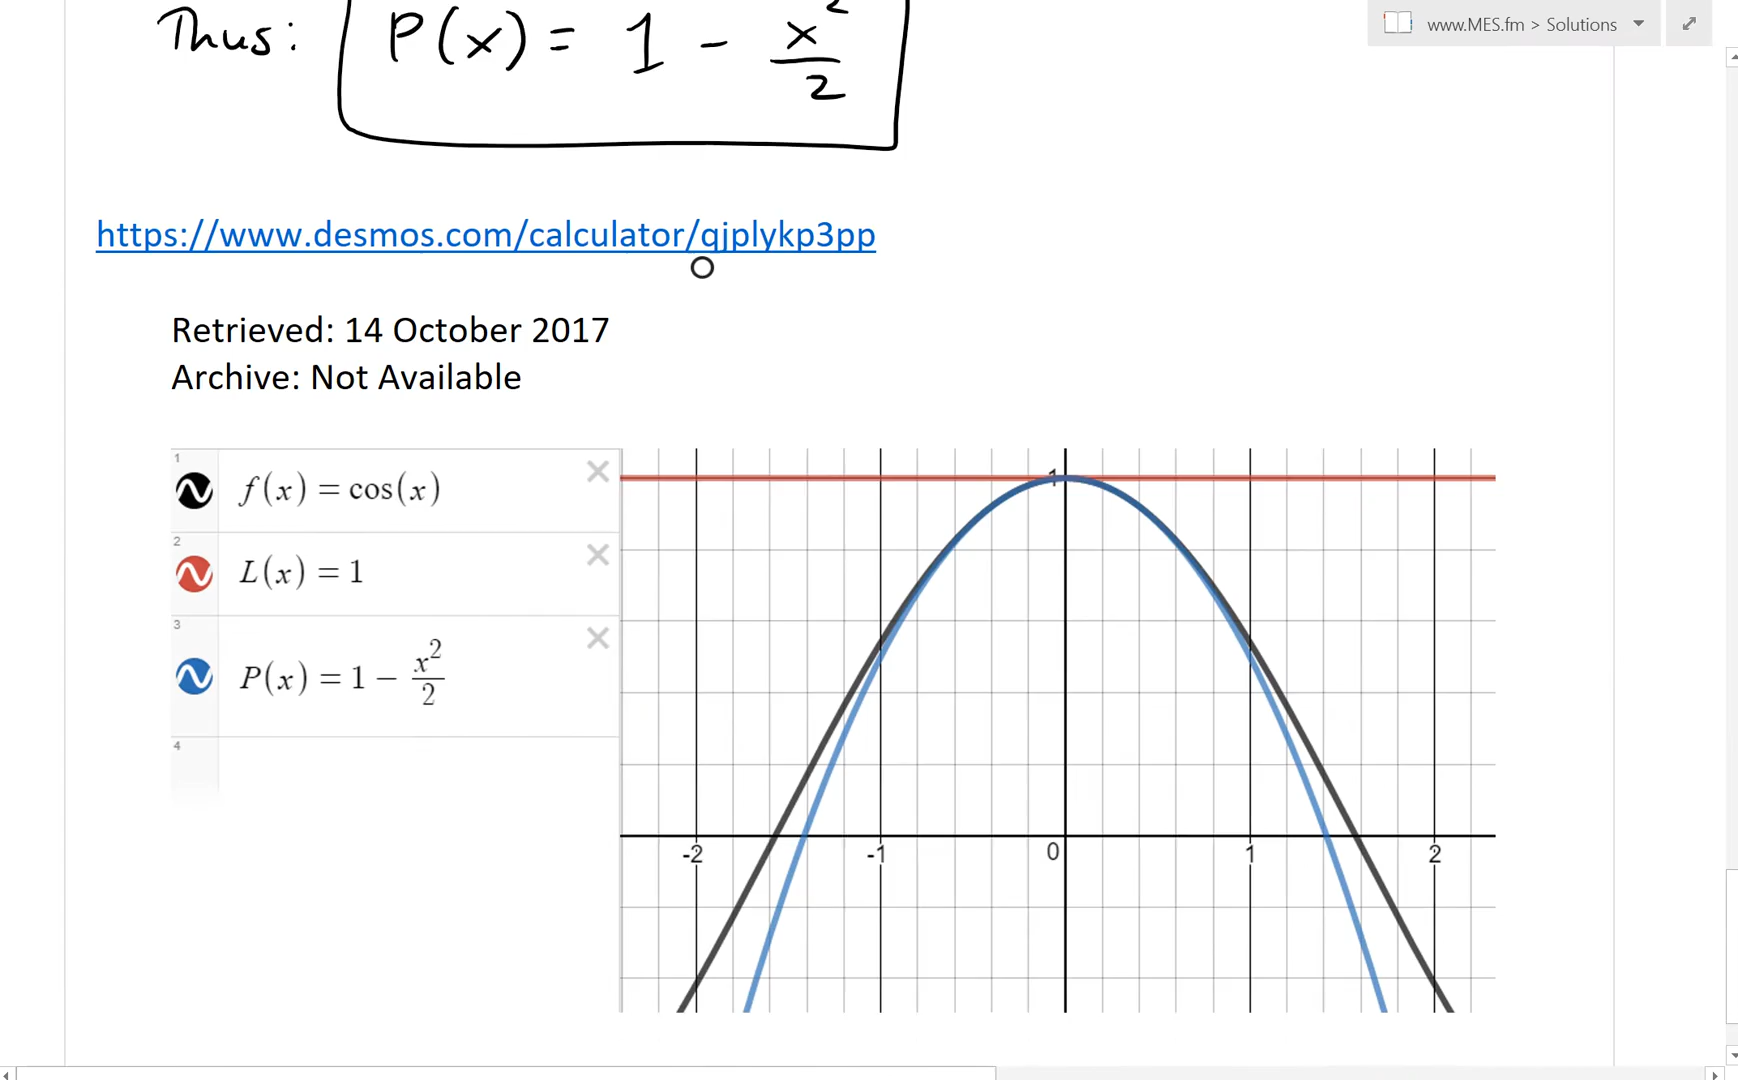 www.MES.fm > Solutions
Thus: P(x) = 1 - x²/2
https://www.desmos.com/calculator/qjplykp3pp
Retrieved: 14 October 2017
Archive: Not Available
1
f(x) = cos(x)
2
L(x) = 1
3
P(x) = 1 − x²/2
4
1
-2 -1 0 1 2